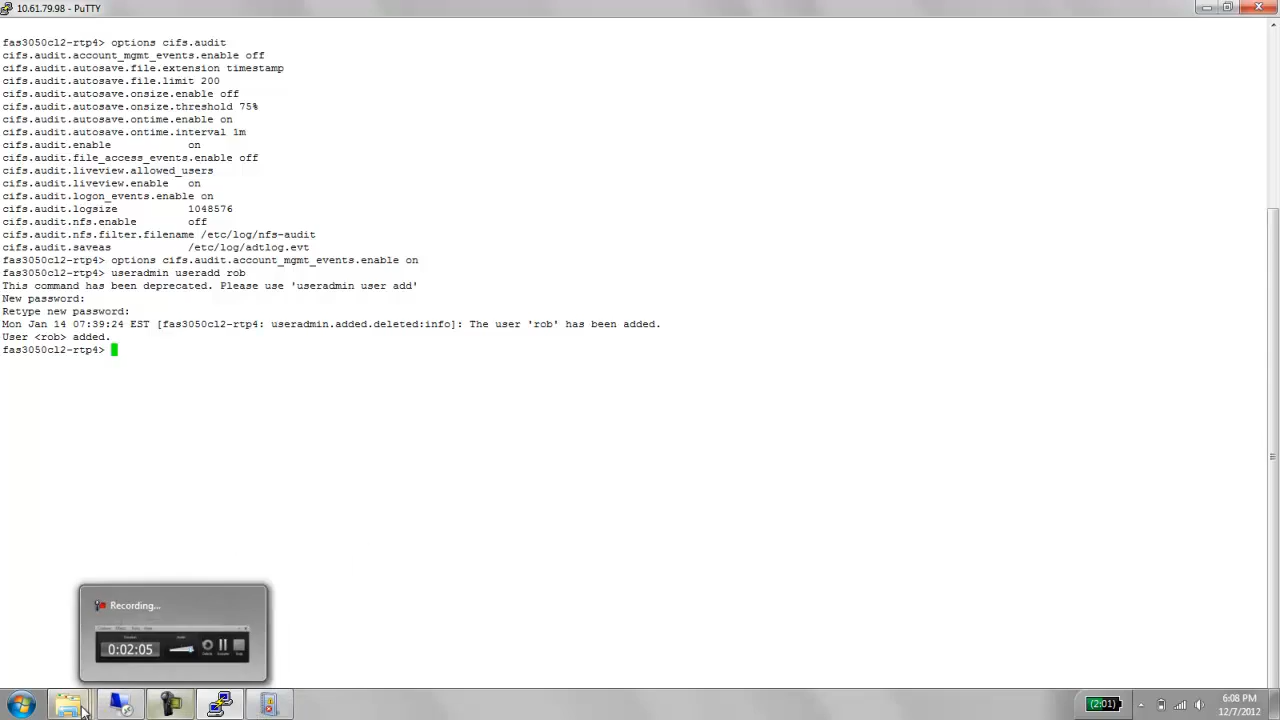 10.61.79.98 - PuTTY
fas3050cl2-rtp4> options cifs.audit
cifs.audit.account_mgmt_events.enable off
cifs.audit.autosave.file.extension timestamp
cifs.audit.autosave.file.limit 200
cifs.audit.autosave.onsize.enable off
cifs.audit.autosave.onsize.threshold 75%
cifs.audit.autosave.ontime.enable on
cifs.audit.autosave.ontime.interval 1m
cifs.audit.enable on
cifs.audit.file_access_events.enable off
cifs.audit.liveview.allowed_users
cifs.audit.liveview.enable on
cifs.audit.logon_events.enable on
cifs.audit.logsize 1048576
cifs.audit.nfs.enable off
cifs.audit.nfs.filter.filename /etc/log/nfs-audit
cifs.audit.saveas /etc/log/adtlog.evt
fas3050cl2-rtp4> options cifs.audit.account_mgmt_events.enable on
fas3050cl2-rtp4> useradmin useradd rob
This command has been deprecated. Please use 'useradmin user add'
New password:
Retype new password:
Mon Jan 14 07:39:24 EST [fas3050cl2-rtp4: useradmin.added.deleted:info]: The user 'rob' has been added.
User <rob> added.
fas3050cl2-rtp4>
Recording...
0:02:05
(2:01)
6:08 PM
12/7/2012